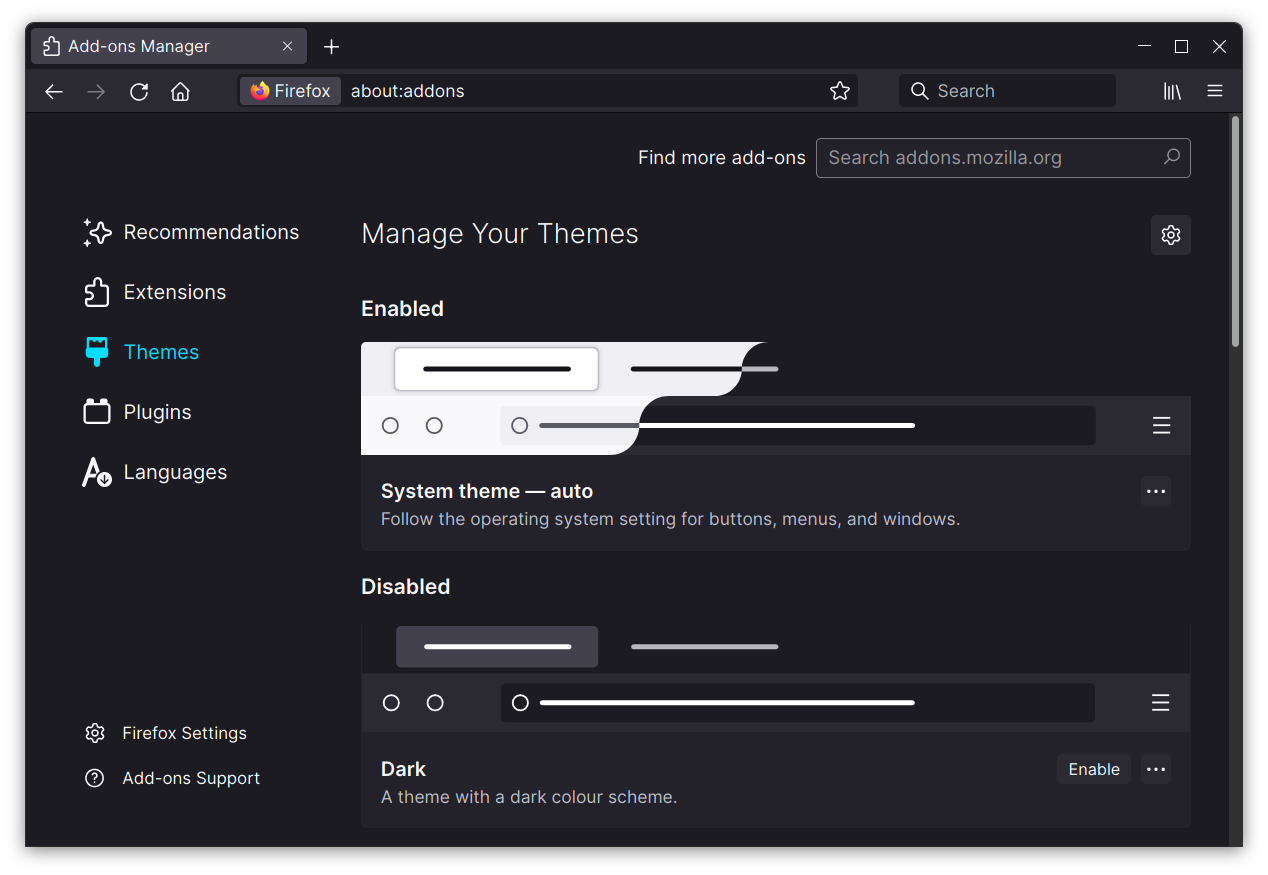 Add-ons Manager
Firefox about:addons Search
Find more add-ons Search addons.mozilla.org
Recommendations
Extensions
Themes
Plugins
Languages
Firefox Settings
Add-ons Support
Manage Your Themes
Enabled
System theme — auto
Follow the operating system setting for buttons, menus, and windows.
Disabled
Dark
Enable
A theme with a dark colour scheme.